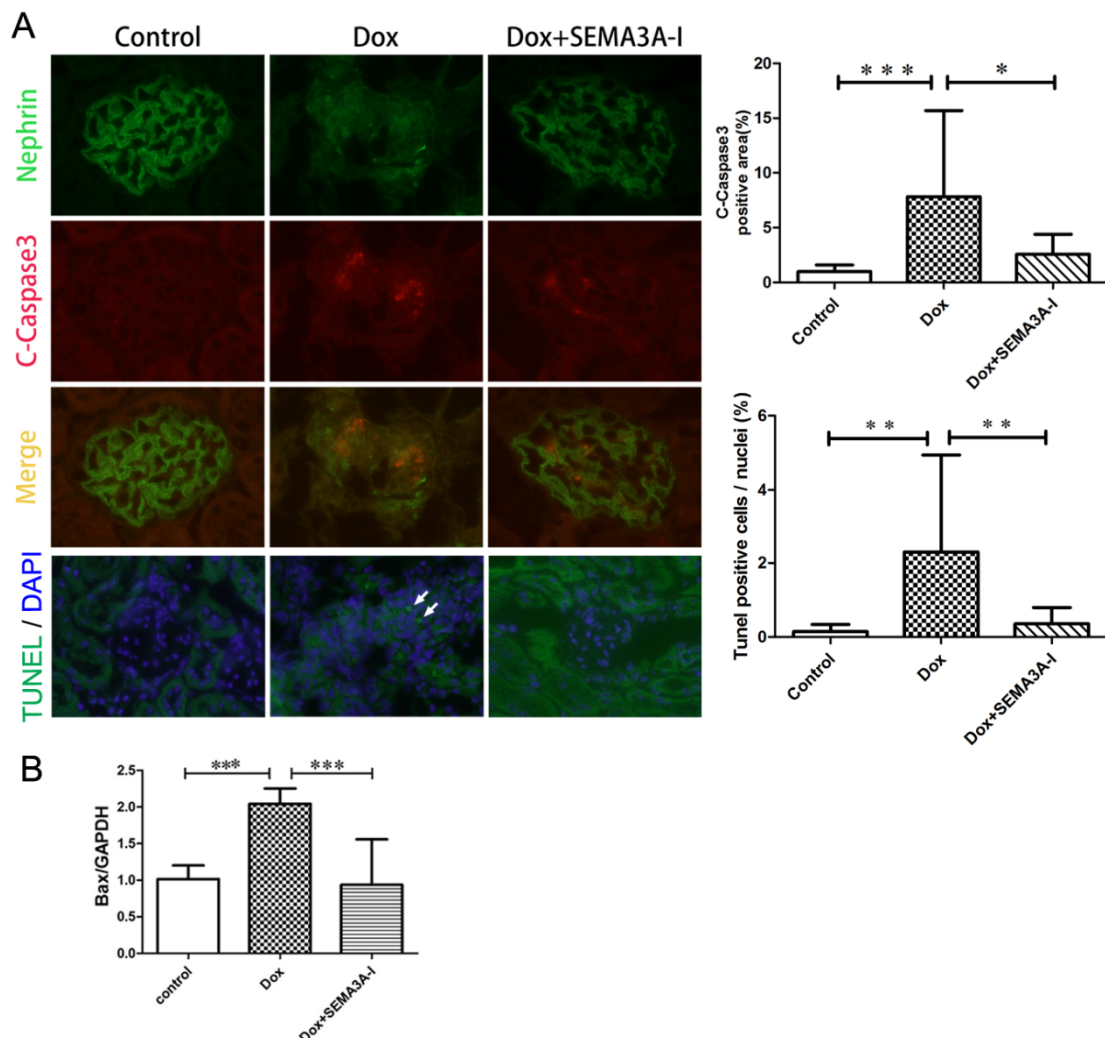 A
Control
Dox
Dox+SEMA3A-I
Nephrin
C-Caspase3
Merge
TUNEL / DAPI
C-Caspase3
positive area(%)
20
15
10
5
0
* * *
*
Control
Dox
Dox+SEMA3A-I
Tunel positive cells / nuclei (%)
6
4
2
0
* *
* *
Control
Dox
Dox+SEMA3A-I
B
Bax/GAPDH
2.5
2.0
1.5
1.0
0.5
0.0
***
***
control
Dox
Dox+SEMA3A-I